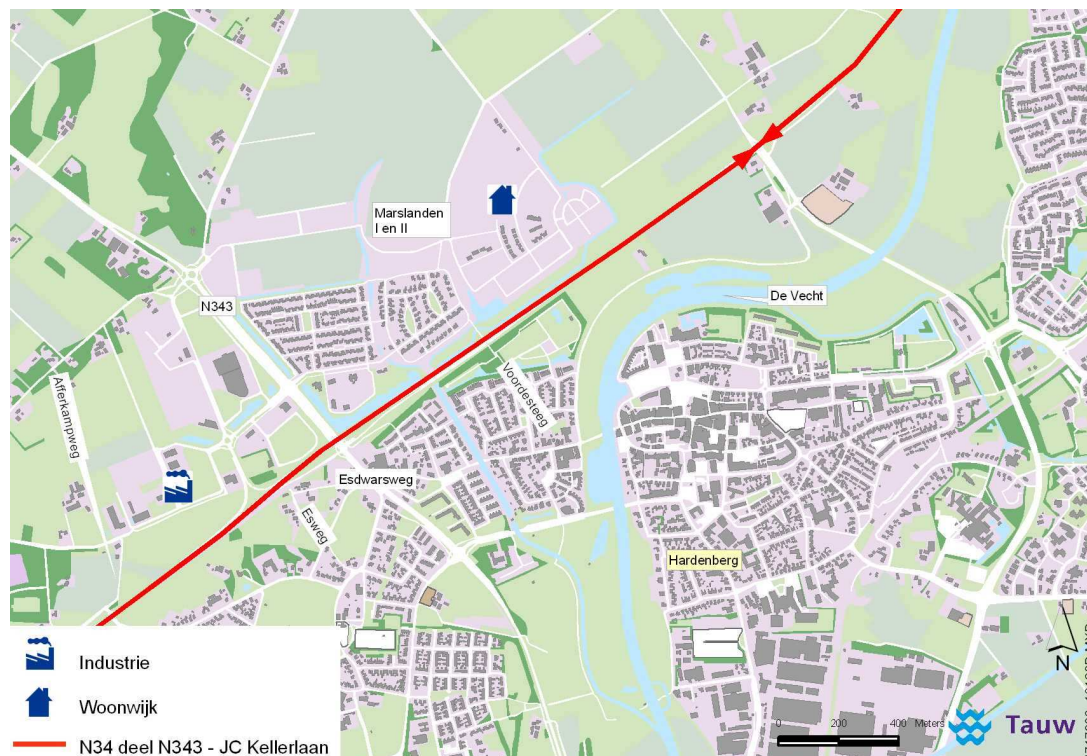 Marslanden
I en II
N343
De Vecht
Voordesteeg
Afferkampweg
Esdwarsweg
Esweg
Hardenberg
Industrie
Woonwijk
N34 deel N343 - JC Kellerlaan
0 200 400 Meters
N
Tauw